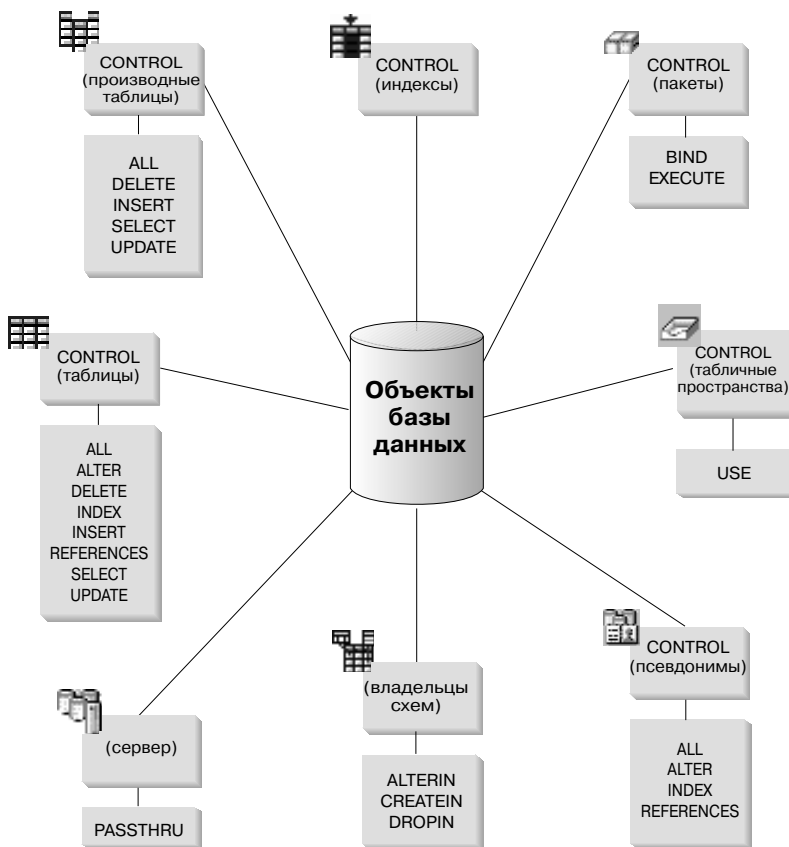 CONTROL
(производные
таблицы)
ALL
DELETE
INSERT
SELECT
UPDATE
CONTROL
(индексы)
CONTROL
(пакеты)
BIND
EXECUTE
CONTROL
(таблицы)
ALL
ALTER
DELETE
INDEX
INSERT
REFERENCES
SELECT
UPDATE
Объекты
базы
данных
CONTROL
(табличные
пространства)
USE
(сервер)
PASSTHRU
(владельцы
схем)
ALTERIN
CREATEIN
DROPIN
CONTROL
(псевдонимы)
ALL
ALTER
INDEX
REFERENCES